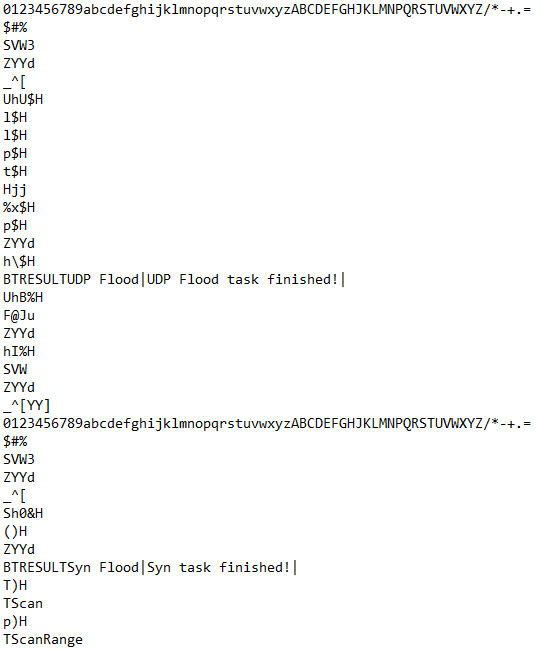 0123456789abcdefghijklmnopqrstuvwxyzABCDEFGHJKLMNPQRSTUVWXYZ/*-+.=
$#%
SVW3
ZYYd
_^[
UhU$H
l$H
l$H
p$H
t$H
Hjj
%x$H
p$H
ZYYd
h\$H
BTRESULTUDP Flood|UDP Flood task finished!|
UhB%H
F@Ju
ZYYd
hI%H
SVW
ZYYd
_^[YY]
0123456789abcdefghijklmnopqrstuvwxyzABCDEFGHJKLMNPQRSTUVWXYZ/*-+.=
$#%
SVW3
ZYYd
_^[
Sh0&H
()H
ZYYd
BTRESULTSyn Flood|Syn task finished!|
T)H
TScan
p)H
TScanRange